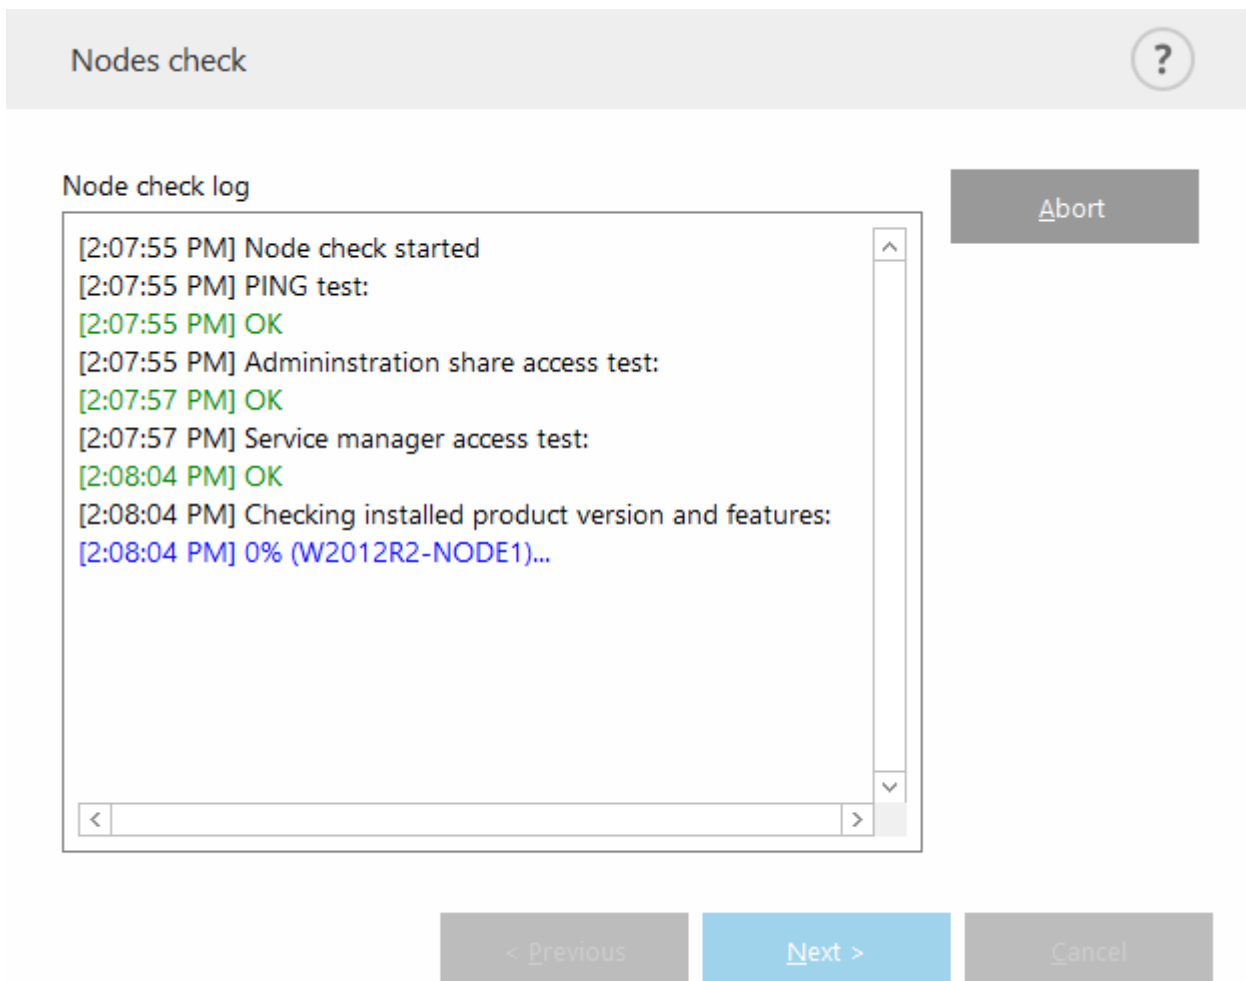 Nodes check
?
Node check log
Abort
[2:07:55 PM] Node check started
[2:07:55 PM] PING test:
[2:07:55 PM] OK
[2:07:55 PM] Admininstration share access test:
[2:07:57 PM] OK
[2:07:57 PM] Service manager access test:
[2:08:04 PM] OK
[2:08:04 PM] Checking installed product version and features:
[2:08:04 PM] 0% (W2012R2-NODE1)...
< Previous
Next >
Cancel